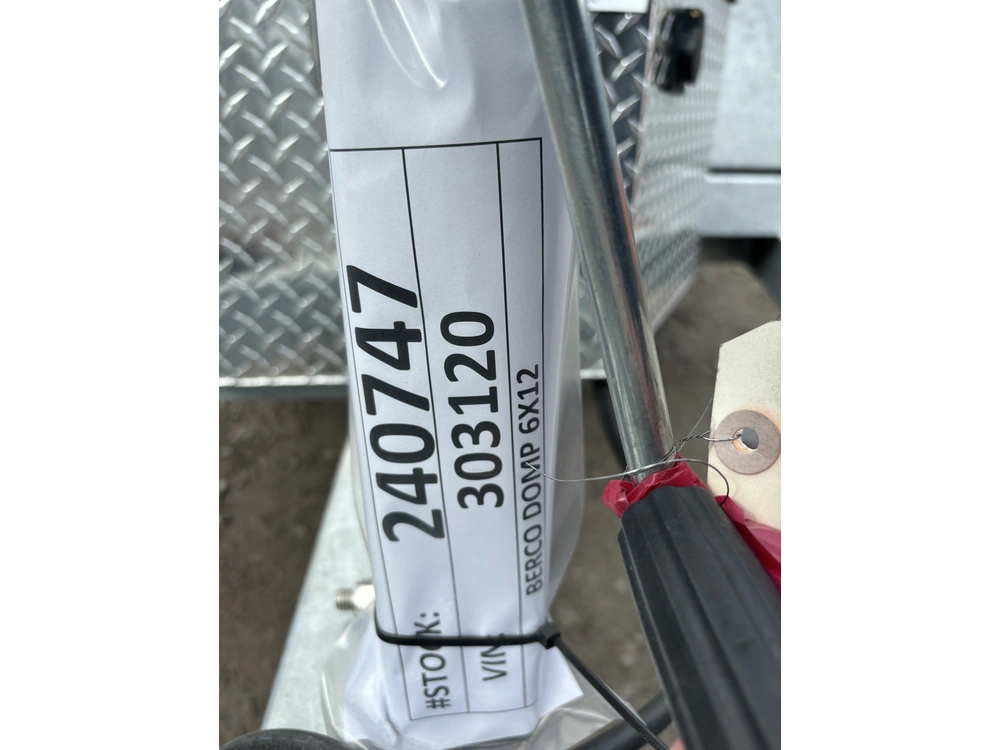 #STOCK: 240747
VIN: 303120
BERCO DOMP 6X12